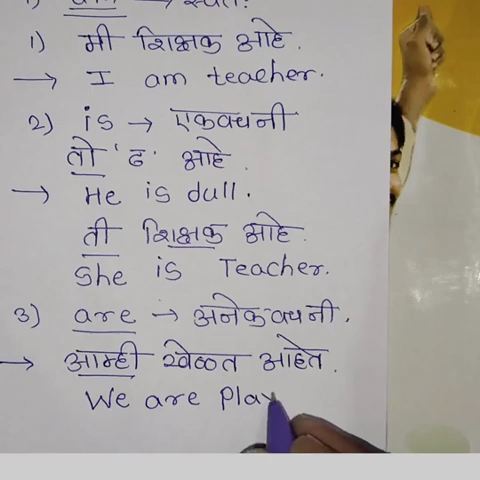 1) मी शिक्षक आहे.
→ I am teacher.
2) is → एकवचनी
तो 'ढ' आहे.
→ He is dull.
ती शिक्षक आहे.
She is Teacher.
3) are → अनेकवचनी.
→ आम्ही खेळत आहेत.
We are Play